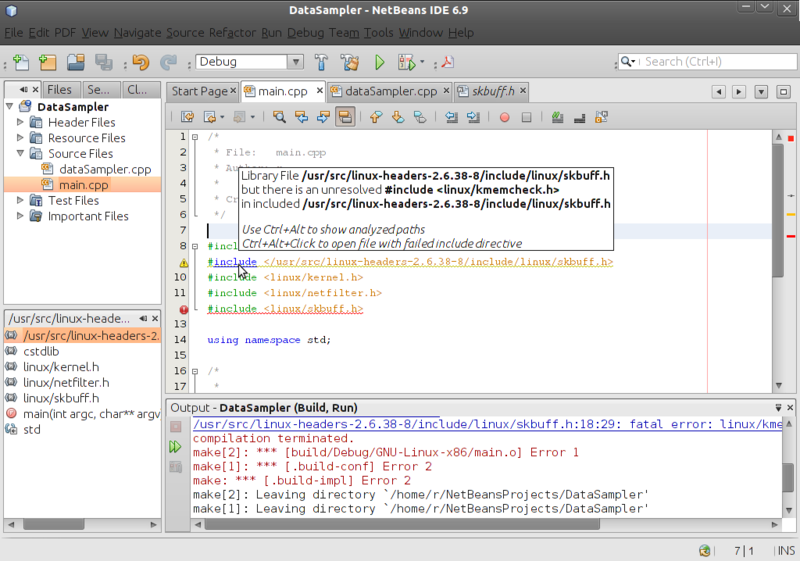 DataSampler - NetBeans IDE 6.9
File Edit PDF View Navigate Source Refactor Run Debug Team Tools Window Help
Debug
Search (Ctrl+I)
Files Se... Cl...
Start Page main.cpp dataSampler.cpp skbuff.h
DataSampler
Header Files
Resource Files
Source Files
dataSampler.cpp
main.cpp
Test Files
Important Files
1 /*
2 * File: main.cpp
3 * Autho
4 *
5 * Cr
6 */
7
8 #incl
#include </usr/src/linux-headers-2.6.38-8/include/linux/skbuff.h>
10 #include <linux/kernel.h>
11 #include <linux/netfilter.h>
#include <linux/skbuff.h>
13
14 using namespace std;
15
16 /*
17 *
Library File /usr/src/linux-headers-2.6.38-8/include/linux/skbuff.h
but there is an unresolved #include <linux/kmemcheck.h>
in included /usr/src/linux-headers-2.6.38-8/include/linux/skbuff.h
Use Ctrl+Alt to show analyzed paths
Ctrl+Alt+Click to open file with failed include directive
/usr/src/linux-heade...
/usr/src/linux-headers-2.
cstdlib
linux/kernel.h
linux/netfilter.h
linux/skbuff.h
main(int argc, char** argv
std
Output - DataSampler (Build, Run)
/usr/src/linux-headers-2.6.38-8/include/linux/skbuff.h:18:29: fatal error: linux/kme
compilation terminated.
make[2]: *** [build/Debug/GNU-Linux-x86/main.o] Error 1
make[1]: *** [.build-conf] Error 2
make: *** [.build-impl] Error 2
make[2]: Leaving directory `/home/r/NetBeansProjects/DataSampler'
make[1]: Leaving directory `/home/r/NetBeansProjects/DataSampler'
7|1 INS